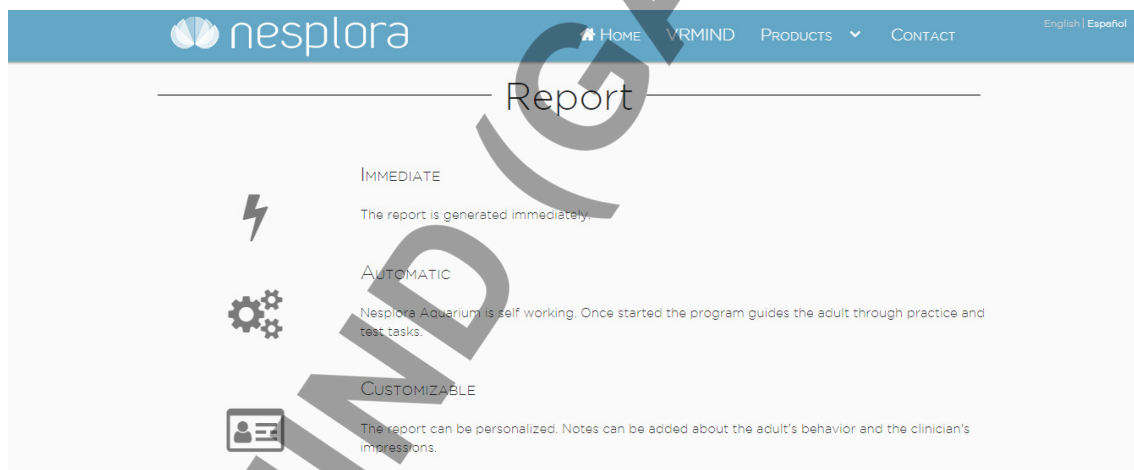 nesplora
Home VRMIND Products Contact
English | Español
Report
Immediate
The report is generated immediately.
Automatic
Nesplora Aquarium is self working. Once started the program guides the adult through practice and
test tasks.
Customizable
The report can be personalized. Notes can be added about the adult's behavior and the clinician's
impressions.
IND (G